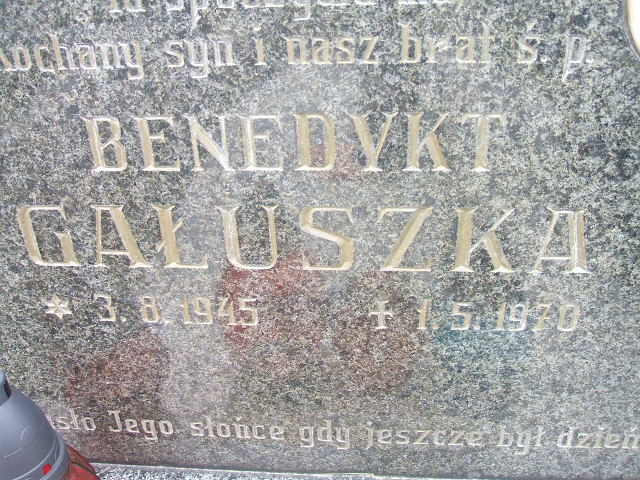 kochany syn i nasz brat ś. p.
BENEDYKT
GAŁUSZKA
* 3. 8. 1945 ✝ 1. 5. 1970
Jego słońce gdy jeszcze był dzień